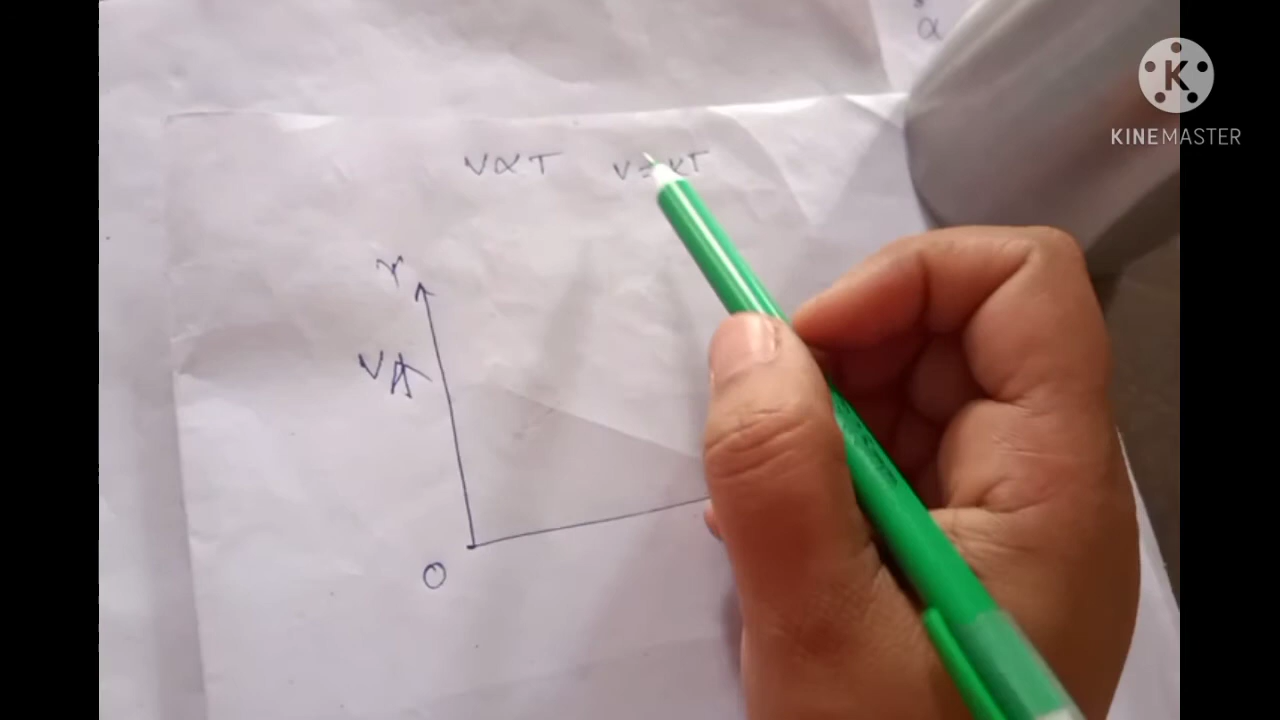 α
KINEMASTER
V∝T V=KT
Y
V
O